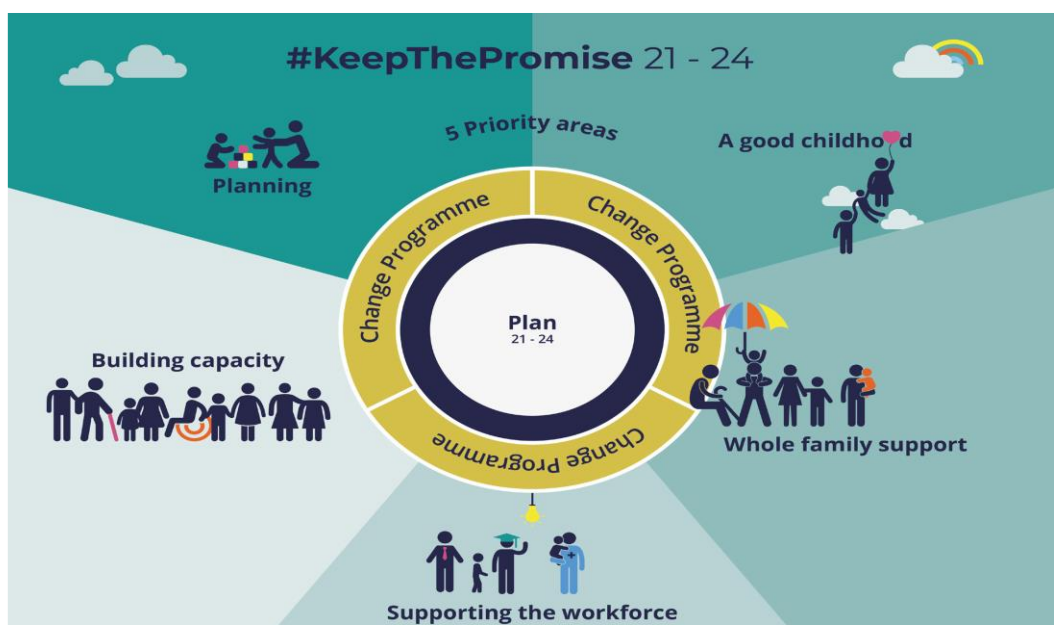 #KeepThePromise 21 - 24
5 Priority areas
Planning
A good childhood
Change Programme
Change Programme
Plan
21 - 24
Building capacity
Whole family support
Change Programme
Supporting the workforce